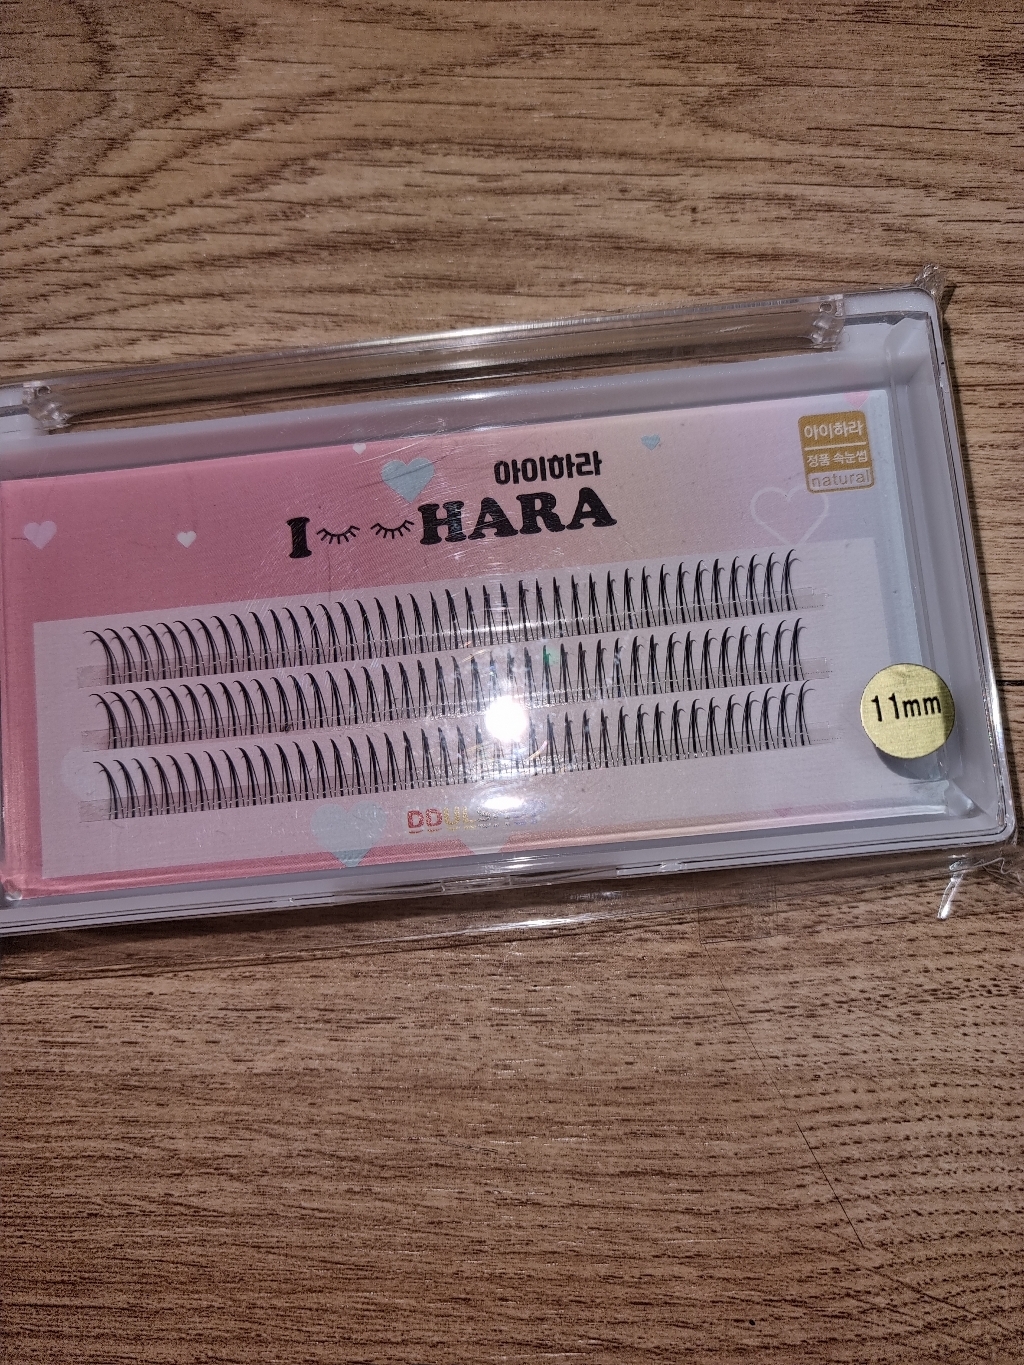 아이하라
I HARA
아이하라
정품 속눈썹
natural
11mm